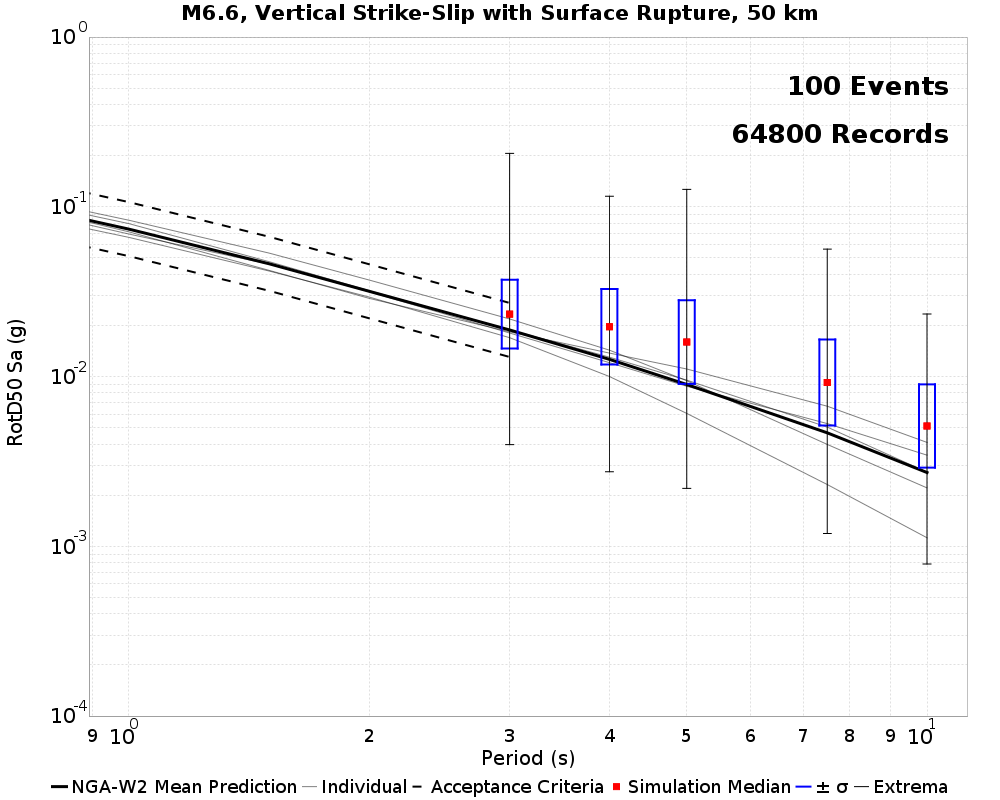 M6.6, Vertical Strike-Slip with Surface Rupture, 50 km
100 Events
64800 Records
RotD50 Sa (g)
10^0
10^-1
10^-2
10^-3
10^-4
9 10^0 2 3 4 5 6 7 8 9 10^1
Period (s)
NGA-W2 Mean Prediction Individual Acceptance Criteria Simulation Median ± σ Extrema